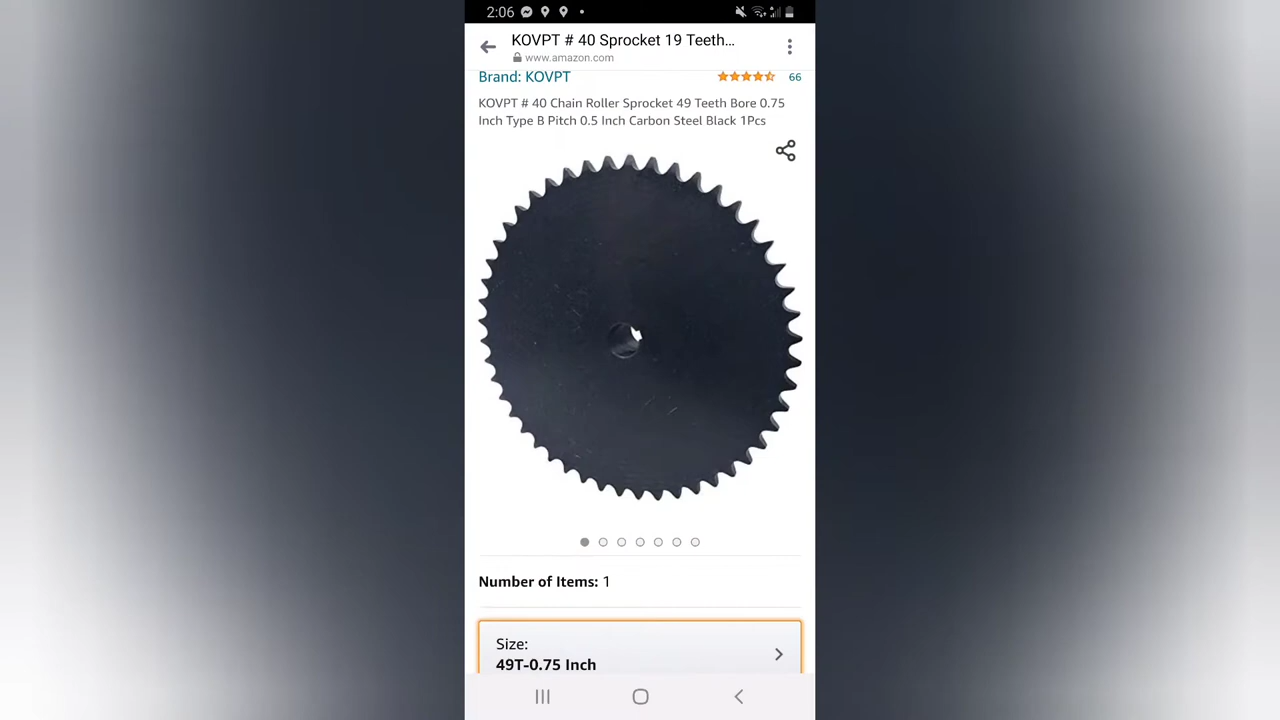 2:06
KOVPT # 40 Sprocket 19 Teeth...
www.amazon.com
Brand: KOVPT
66
KOVPT # 40 Chain Roller Sprocket 49 Teeth Bore 0.75
Inch Type B Pitch 0.5 Inch Carbon Steel Black 1Pcs
Number of Items: 1
Size:
49T-0.75 Inch